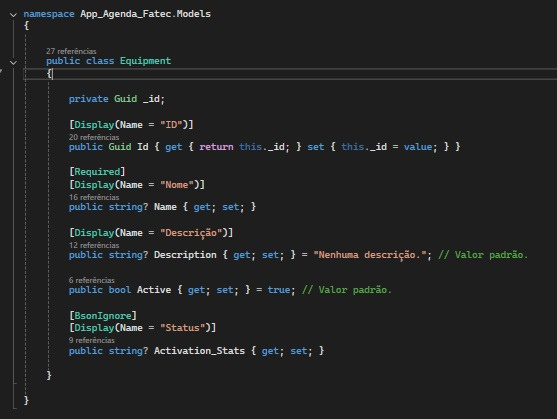 namespace App_Agenda_Fatec.Models
{
27 referências
public class Equipment
{
private Guid _id;
[Display(Name = "ID")]
20 referências
public Guid Id { get { return this._id; } set { this._id = value; } }
[Required]
[Display(Name = "Nome")]
16 referências
public string? Name { get; set; }
[Display(Name = "Descrição")]
12 referências
public string? Description { get; set; } = "Nenhuma descrição."; // Valor padrão.
6 referências
public bool Active { get; set; } = true; // Valor padrão.
[BsonIgnore]
[Display(Name = "Status")]
9 referências
public string? Activation_Stats { get; set; }
}
}